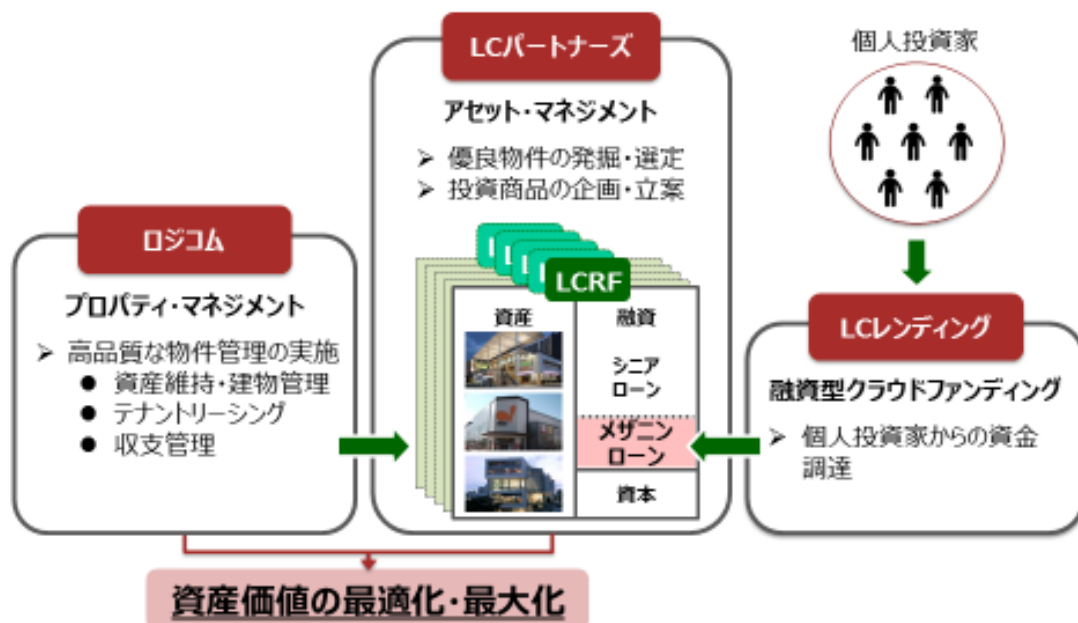 LCパートナーズ
アセット・マネジメント
➢ 優良物件の発掘・選定
➢ 投資商品の企画・立案
LCRF
資産
融資
シニア
ローン
メザニン
ローン
資本
ロジコム
プロパティ・マネジメント
➢ 高品質な物件管理の実施
● 資産維持・建物管理
● テナントリーシング
● 収支管理
個人投資家
LCレンディング
融資型クラウドファンディング
➢ 個人投資家からの資金
調達
資産価値の最適化・最大化